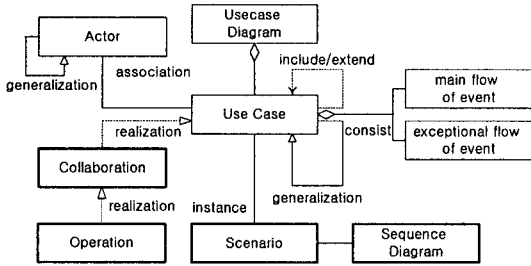 Actor
Usecase
Diagram
include/extend
generalization
association
main flow
of event
Use Case
realization
consist
exceptional flow
of event
Collaboration
generalization
realization
instance
Operation
Scenario
Sequence
Diagram